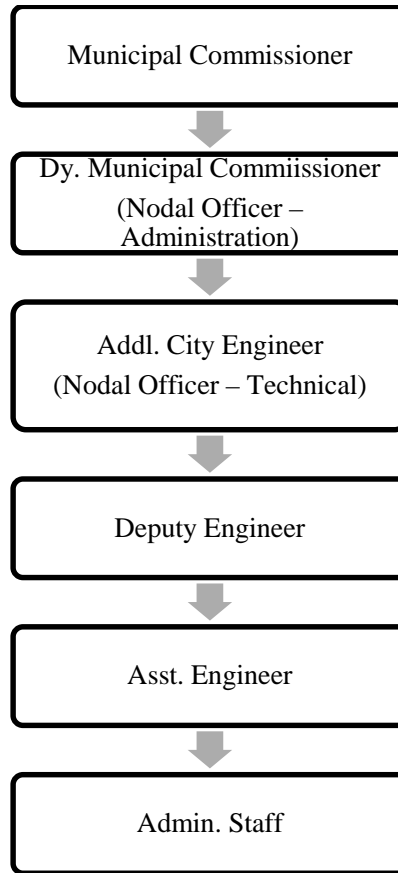 Municipal Commissioner
Dy. Municipal Commiissioner
(Nodal Officer –
Administration)
Addl. City Engineer
(Nodal Officer – Technical)
Deputy Engineer
Asst. Engineer
Admin. Staff